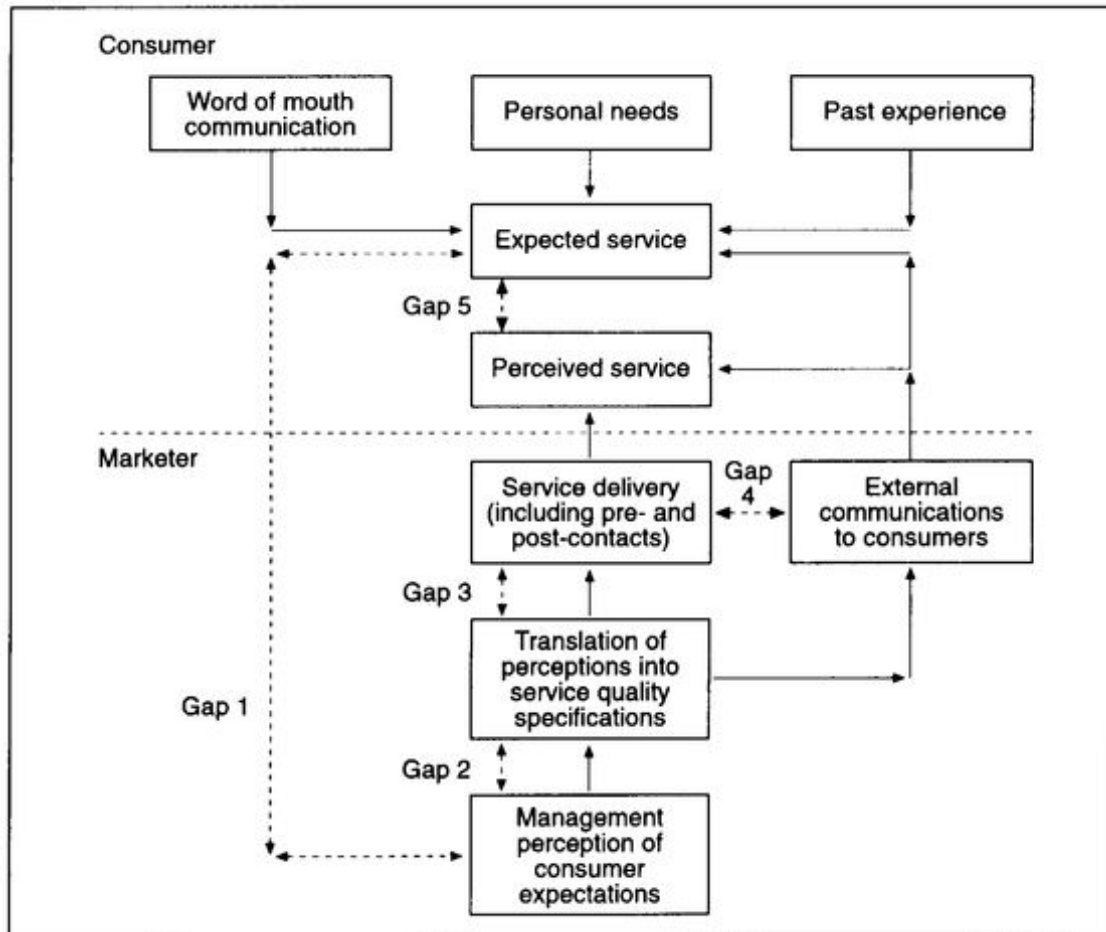 Consumer
Word of mouth
communication
Personal needs
Past experience
Expected service
Gap 5
Perceived service
Marketer
Service delivery
(including pre- and
post-contacts)
Gap
4
External
communications
to consumers
Gap 3
Translation of
perceptions into
service quality
specifications
Gap 1
Gap 2
Management
perception of
consumer
expectations